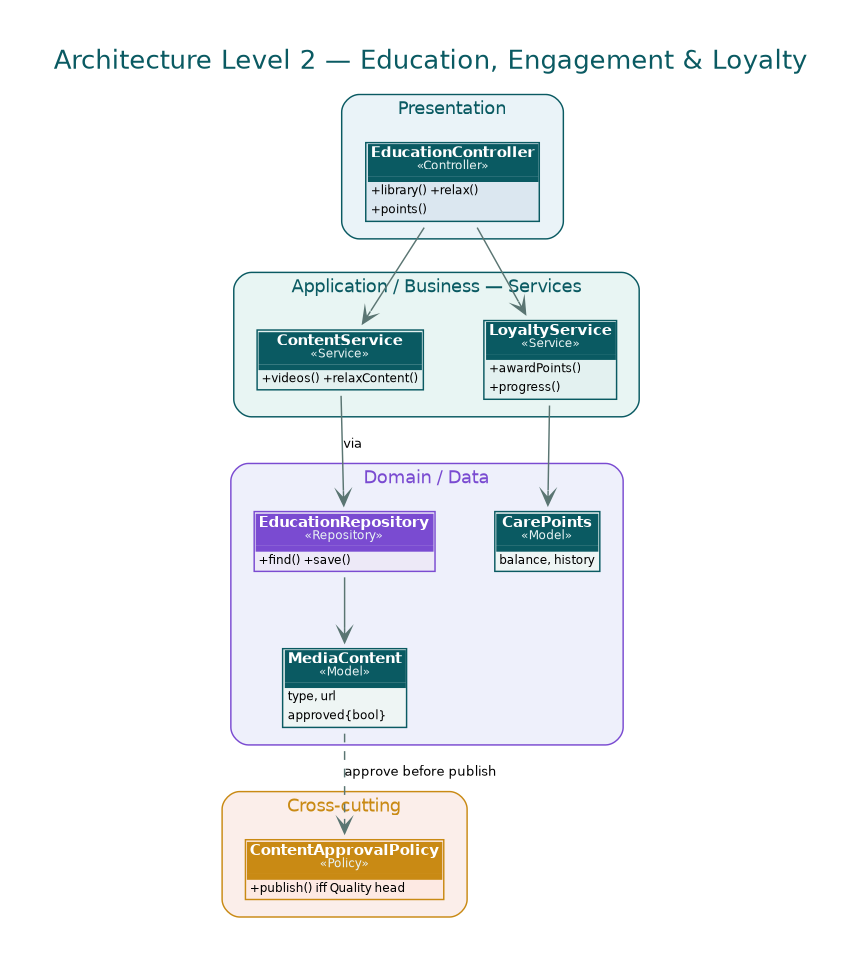 Architecture Level 2 — Education, Engagement & Loyalty
Presentation
EducationController
«Controller»
+library() +relax()
+points()
Application / Business — Services
ContentService
«Service»
+videos() +relaxContent()
LoyaltyService
«Service»
+awardPoints()
+progress()
via
Domain / Data
EducationRepository
«Repository»
+find() +save()
CarePoints
«Model»
balance, history
MediaContent
«Model»
type, url
approved{bool}
approve before publish
Cross-cutting
ContentApprovalPolicy
«Policy»
+publish() iff Quality head